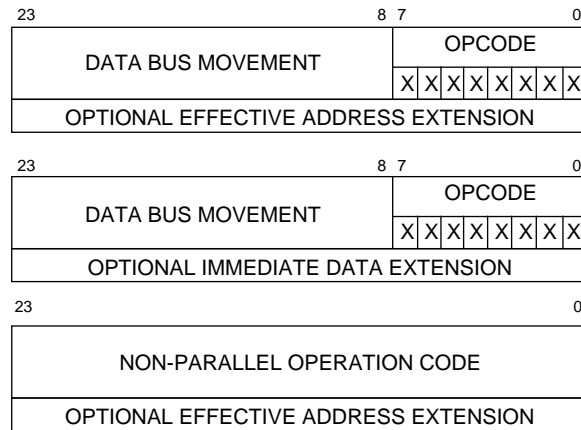 23 8 7 0
DATA BUS MOVEMENT OPCODE
X X X X X X X X
OPTIONAL EFFECTIVE ADDRESS EXTENSION
23 8 7 0
DATA BUS MOVEMENT OPCODE
X X X X X X X X
OPTIONAL IMMEDIATE DATA EXTENSION
23 0
NON-PARALLEL OPERATION CODE
OPTIONAL EFFECTIVE ADDRESS EXTENSION